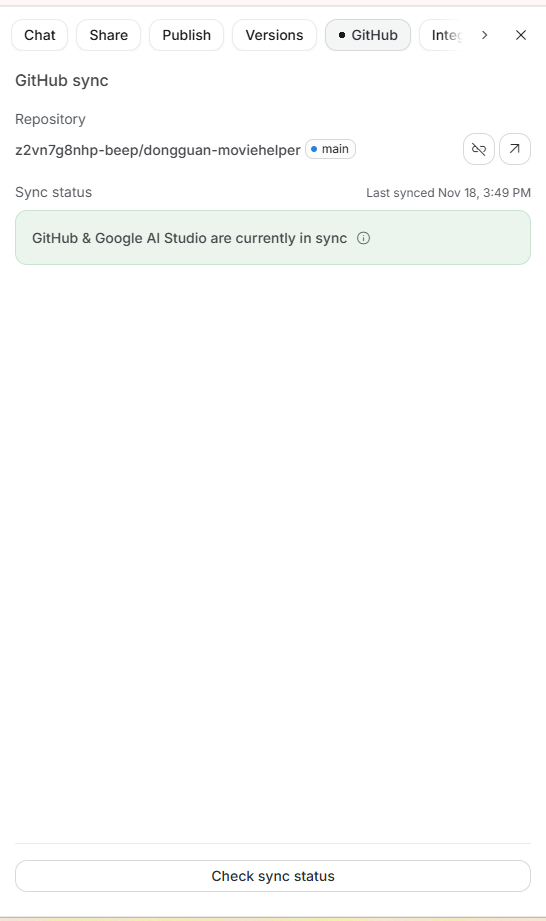 Chat Share Publish Versions GitHub Integ
GitHub sync
Repository
z2vn7g8nhp-beep/dongguan-moviehelper main
Sync status Last synced Nov 18, 3:49 PM
GitHub & Google AI Studio are currently in sync
Check sync status